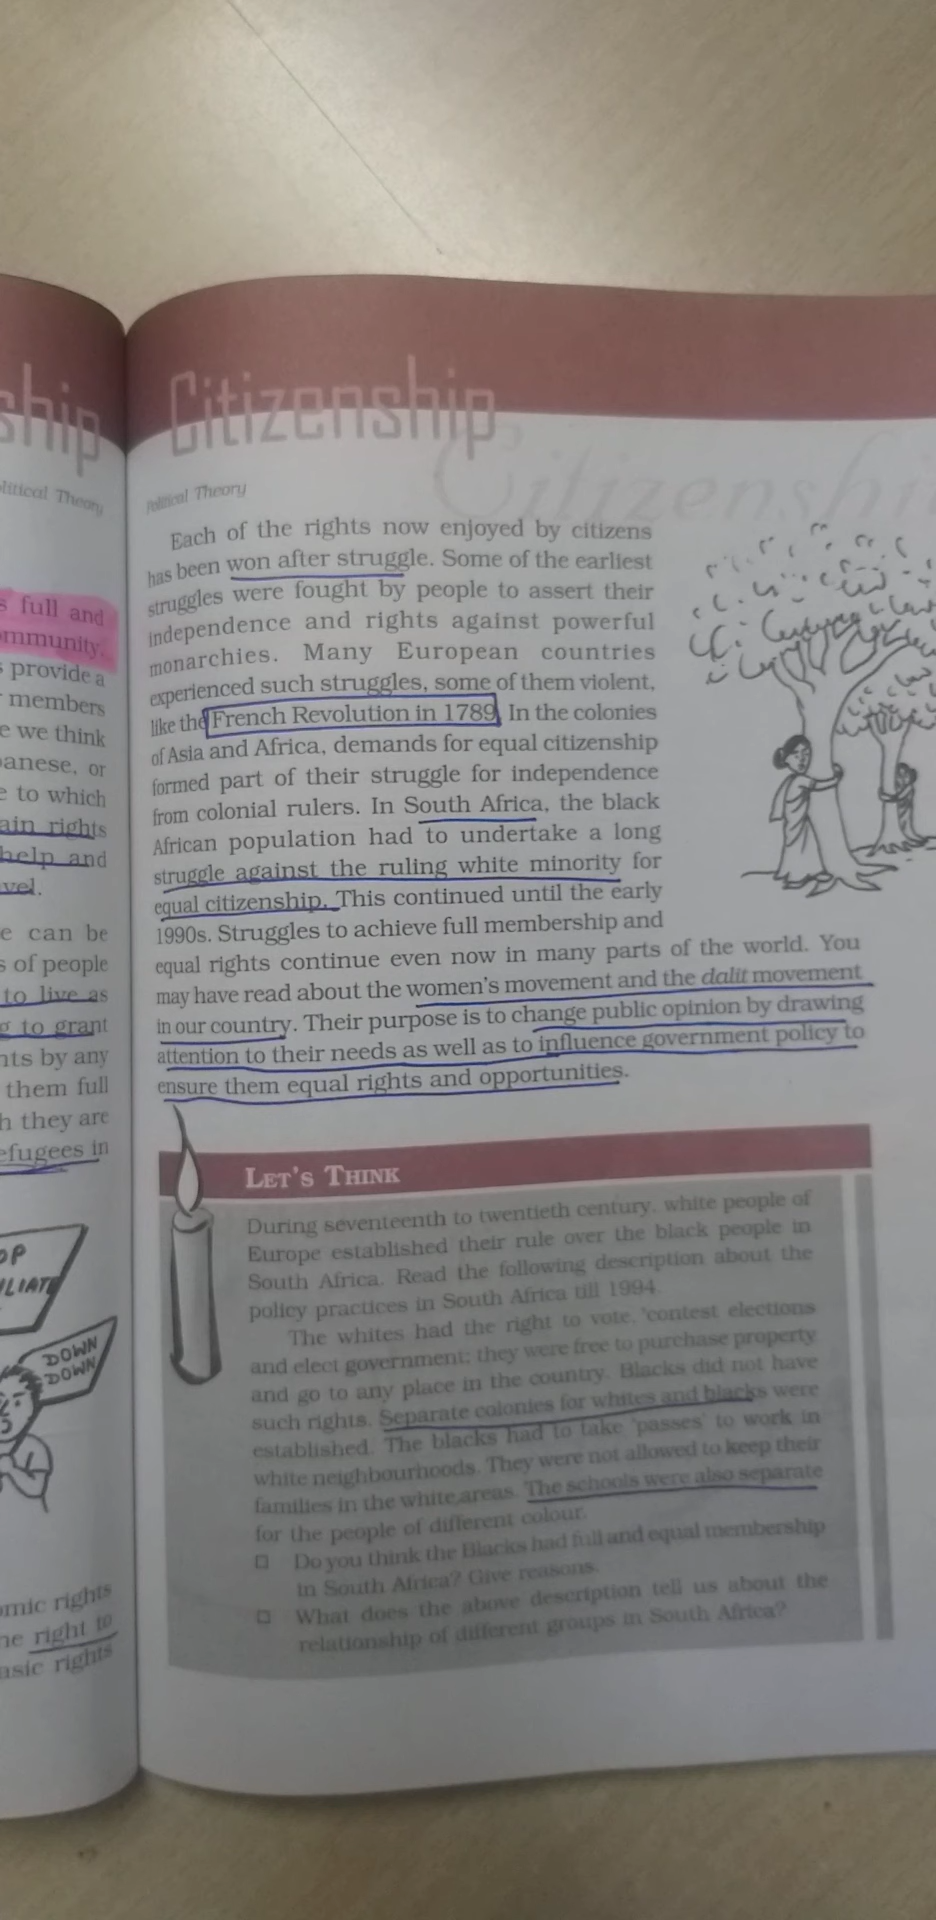 ship
litical Theory
s full and
mmunity.
s provide a
members
e we think
anese, or
e to which
ain rights
help and
vel.
e can be
s of people
to live as
g to grant
nts by any
them full
h they are
efugees in
OP
ILIATE
DOWN
DOWN
mic rights
he right to
asic rights
Citizenship
Citizenshi
Political Theory
Each of the rights now enjoyed by citizens
has been won after struggle. Some of the earliest
struggles were fought by people to assert their
independence and rights against powerful
monarchies. Many European countries
experienced such struggles, some of them violent,
like the French Revolution in 1789. In the colonies
of Asia and Africa, demands for equal citizenship
formed part of their struggle for independence
from colonial rulers. In South Africa, the black
African population had to undertake a long
struggle against the ruling white minority for
equal citizenship. This continued until the early
1990s. Struggles to achieve full membership and
equal rights continue even now in many parts of the world. You
may have read about the women's movement and the dalit movement
in our country. Their purpose is to change public opinion by drawing
attention to their needs as well as to influence government policy to
ensure them equal rights and opportunities.
LET'S THINK
During seventeenth to twentieth century, white people of
Europe established their rule over the black people in
South Africa. Read the following description about the
policy practices in South Africa till 1994.
The whites had the right to vote, contest elections
and elect government; they were free to purchase property
and go to any place in the country. Blacks did not have
such rights. Separate colonies for whites and blacks were
established. The blacks had to take 'passes' to work in
white neighbourhoods. They were not allowed to keep their
families in the white areas. The schools were also separate
for the people of different colour.
□ Do you think the Blacks had full and equal membership
in South Africa? Give reasons.
□ What does the above description tell us about the
relationship of different groups in South Africa?